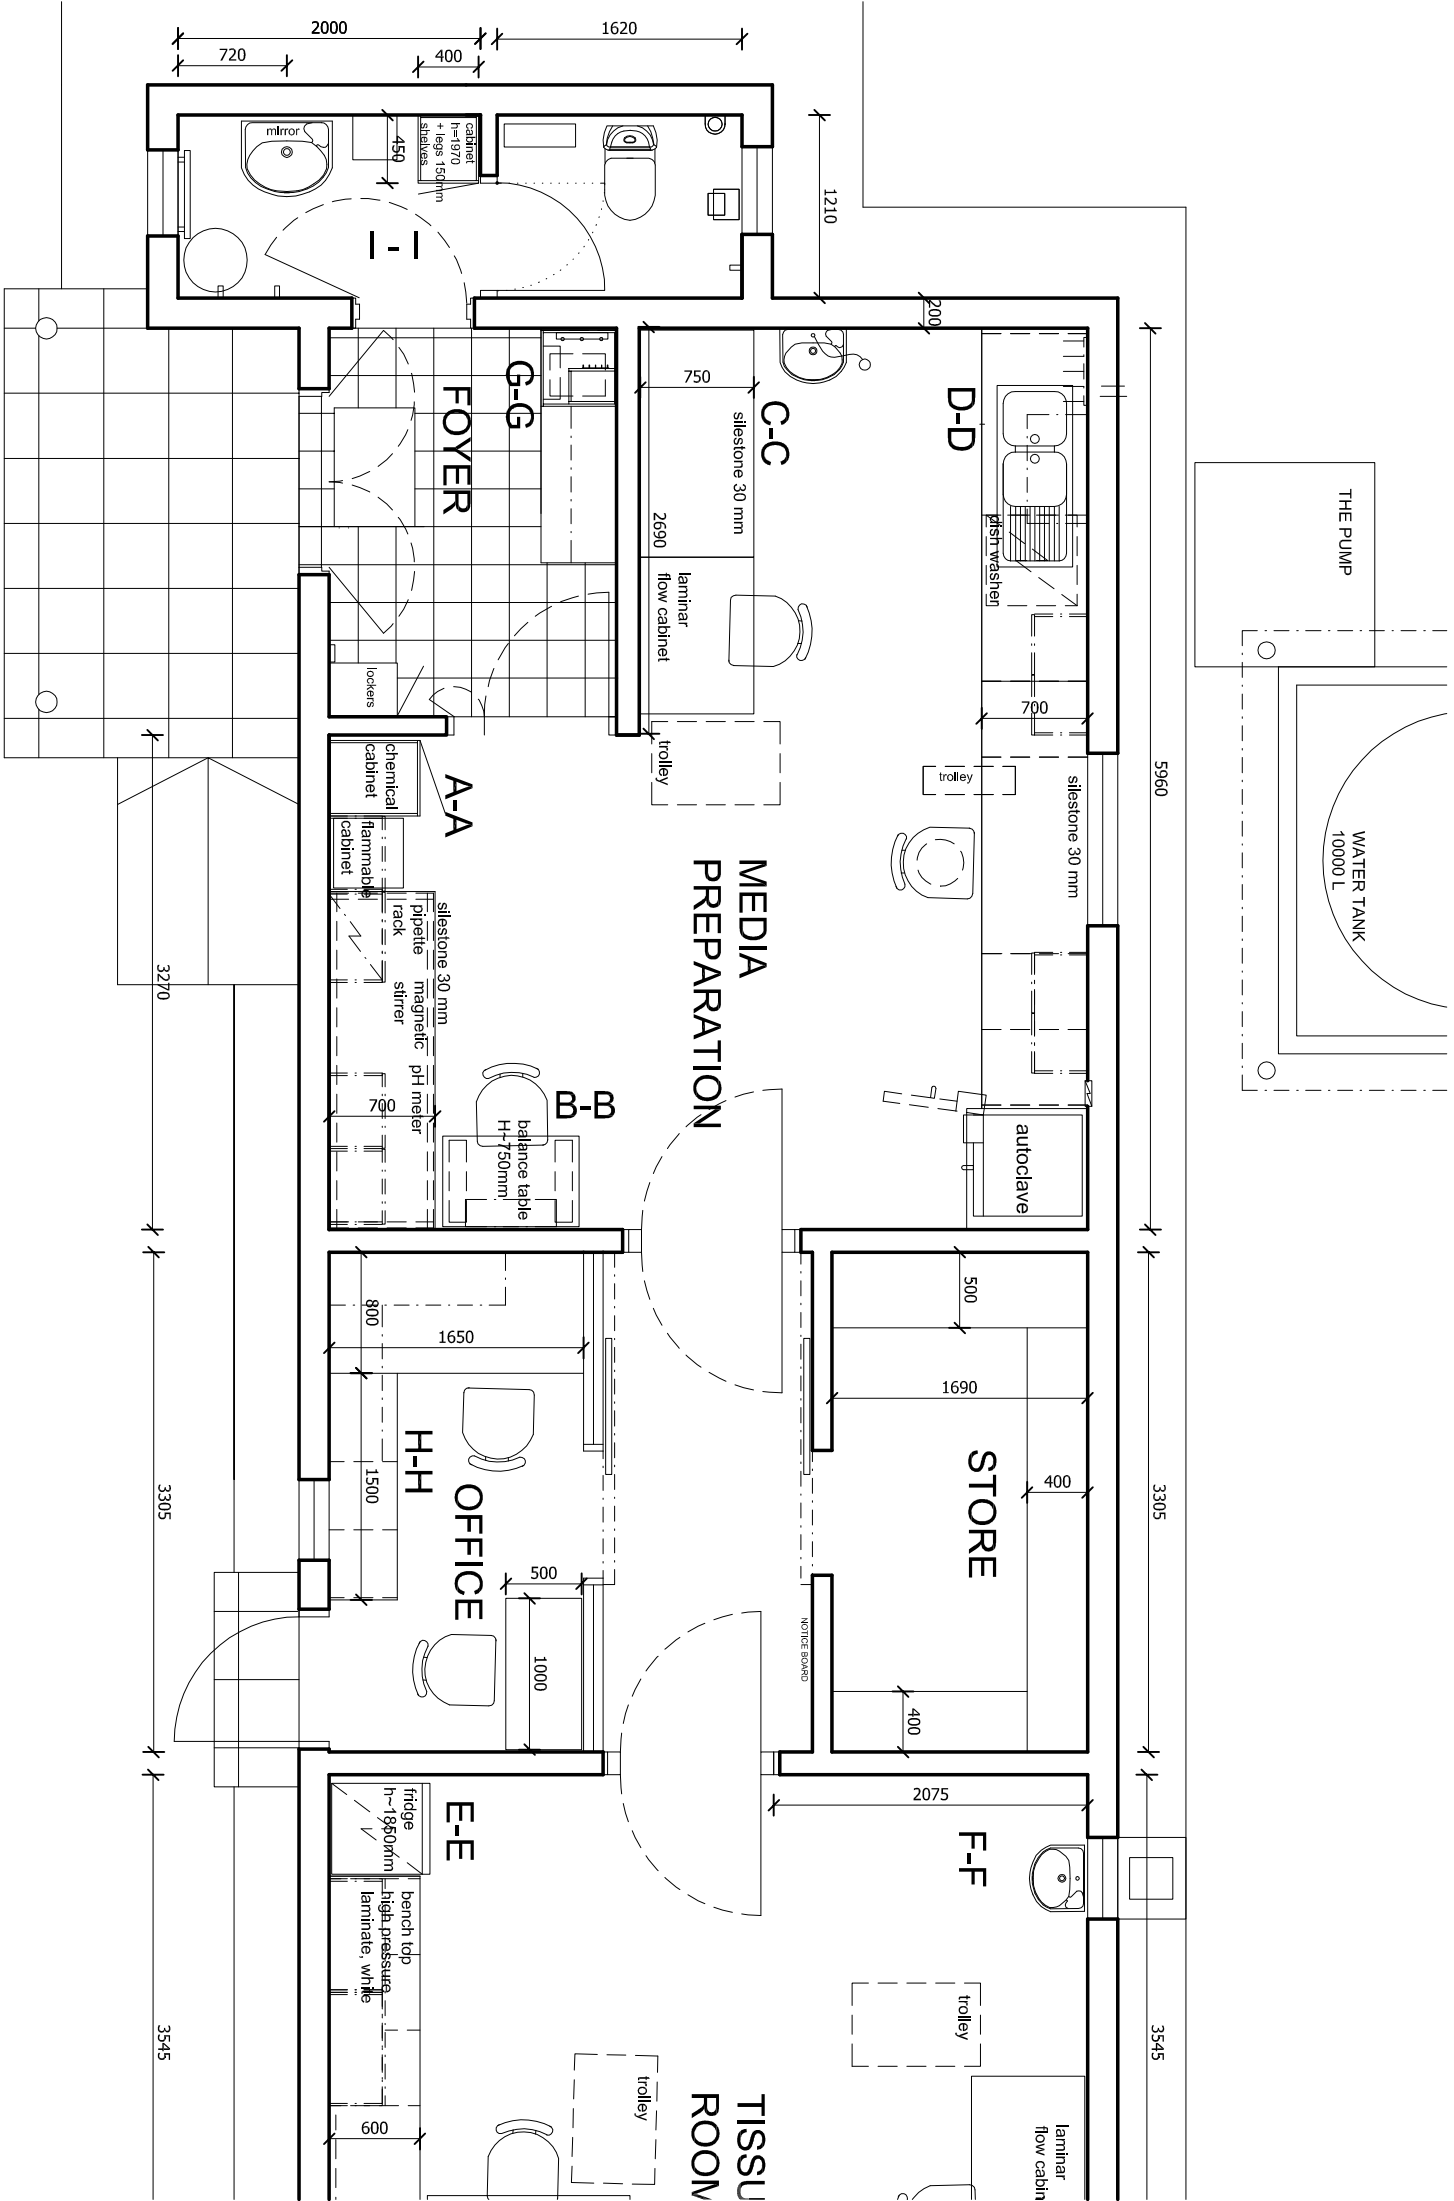 2000
1620
720
400
mirror
450
cabinet
h=1970
+ legs 150mm
shelves
1210
I - I
200
G-G
FOYER
750
silestone 30 mm
C-C
D-D
2690
laminar
flow cabinet
dish washer
THE PUMP
lockers
700
trolley
trolley
5960
silestone 30 mm
WATER TANK
10000 L
chemical
cabinet
A-A
flammable
cabinet
MEDIA
PREPARATION
silestone 30 mm
pipette
rack
magnetic
stirrer
pH meter
3270
700
B-B
balance table
H~750mm
autoclave
800
1650
500
1690
H-H
1500
OFFICE
STORE
400
3305
3305
500
1000
NOTICE BOARD
400
2075
fridge
h~1850mm
E-E
F-F
bench top
high pressure
laminate, white
trolley
trolley
3545
3545
600
TISSU
ROOM
laminar
flow cabin